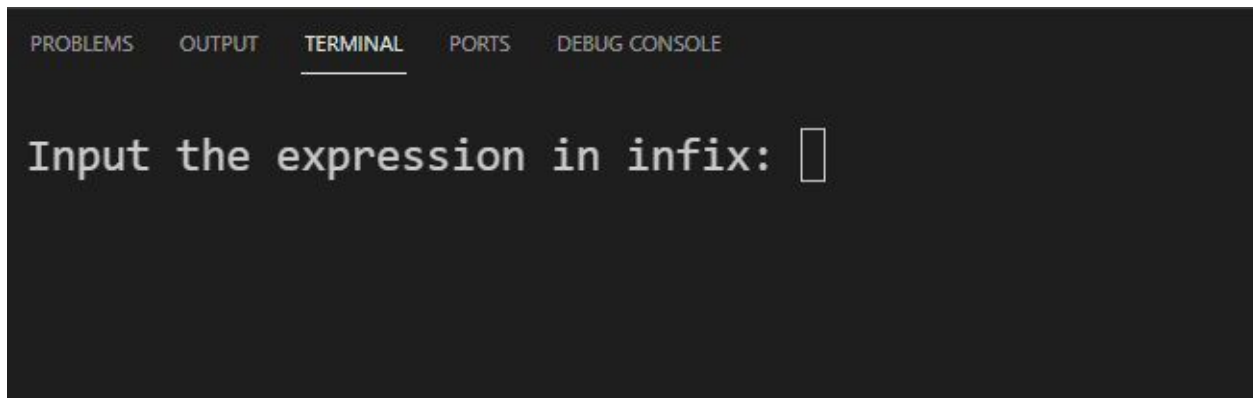 PROBLEMS OUTPUT TERMINAL PORTS DEBUG CONSOLE
Input the expression in infix: